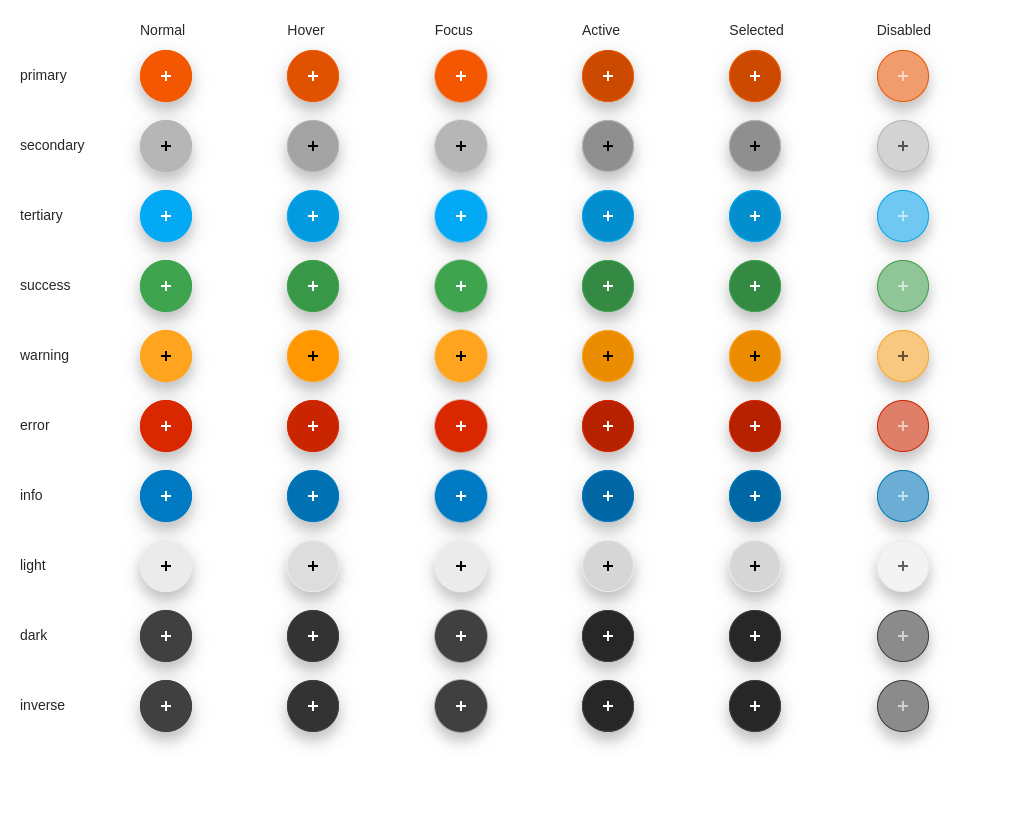 Normal Hover Focus Active Selected Disabled
primary
secondary
tertiary
success
warning
error
info
light
dark
inverse